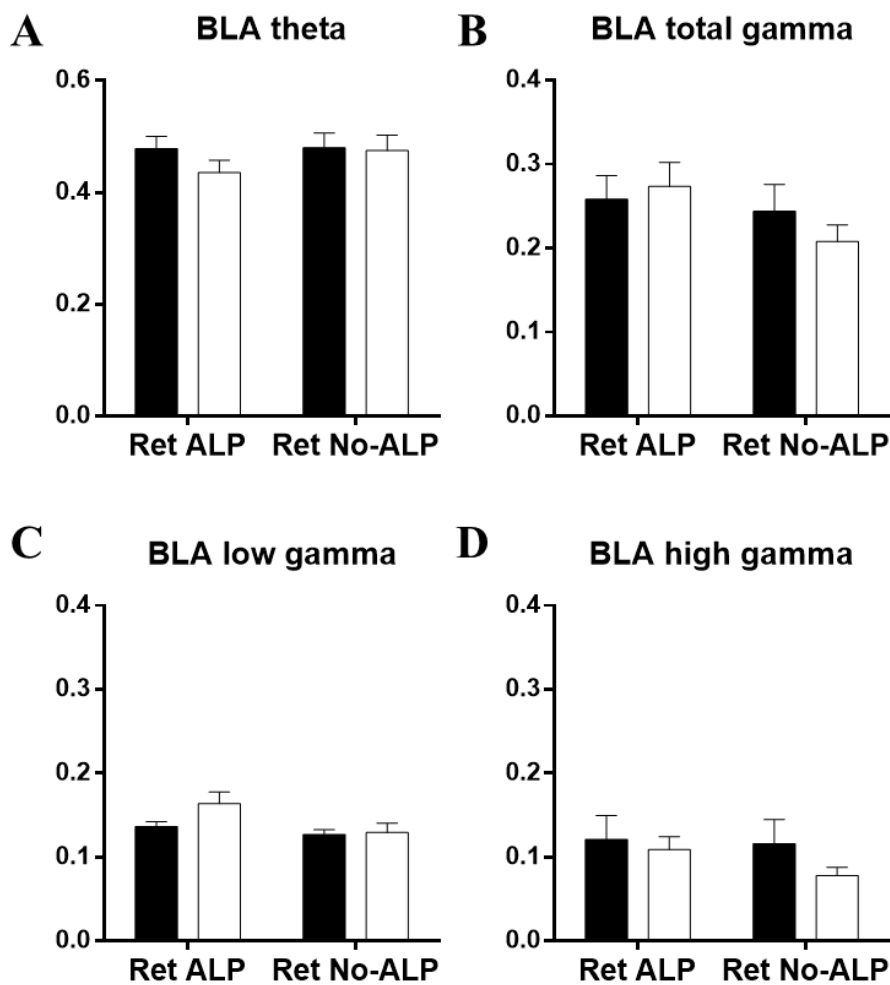 A
BLA theta
0.6
0.4
0.2
0.0
Ret ALP
Ret No-ALP
B
BLA total gamma
0.4
0.3
0.2
0.1
0.0
Ret ALP
Ret No-ALP
C
BLA low gamma
0.4
0.3
0.2
0.1
0.0
Ret ALP
Ret No-ALP
D
BLA high gamma
0.4
0.3
0.2
0.1
0.0
Ret ALP
Ret No-ALP